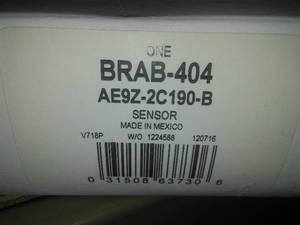 ONE
BRAB-404
AE9Z-2C190-B
SENSOR
MADE IN MEXICO
V718P W/O 1224588 120716
0 31508 63730 6